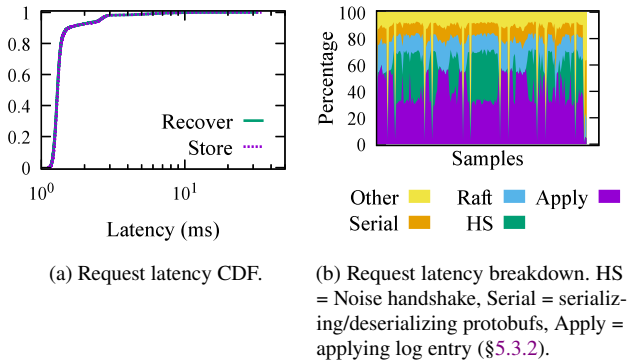 1
0.8
0.6
0.4
0.2
0
Recover
Store
10^0
10^1
Latency (ms)
(a) Request latency CDF.
Percentage
100
80
60
40
20
0
Samples
Other
Raft
Apply
Serial
HS
(b) Request latency breakdown. HS
= Noise handshake, Serial = serializ-
ing/deserializing protobufs, Apply =
applying log entry (§5.3.2).